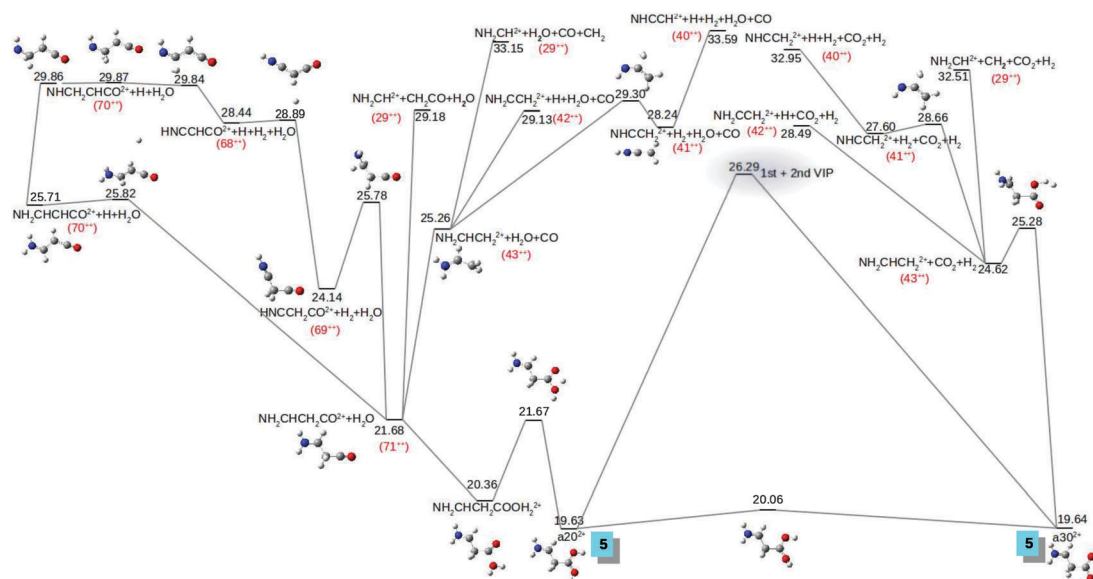 NH₂CH²⁺+H₂O+CO+CH₂
33.15 (29⁺⁺)
NHCCH²⁺+H+H₂+H₂O+CO
(40⁺⁺) 33.59
NHCCH₂²⁺+H+H₂+CO₂+H₂
32.95 (40⁺⁺)
NH₂CH²⁺+CH₂+CO₂+H₂
32.51 (29⁺⁺)
29.86 29.87 29.84
NHCH₂CHCO²⁺+H+H₂O
(70⁺⁺)
28.44 28.89
HNCCHCO²⁺+H+H₂+H₂O
(68⁺⁺)
NH₂CH²⁺+CH₂CO+H₂O
(29⁺⁺) 29.18
NH₂CCH₂²⁺+H+H₂O+CO
29.13 (42⁺⁺)
29.30
28.24
NHCCH₂²⁺+H₂+H₂O+CO
(41⁺⁺)
NH₂CCH₂²⁺+H+CO₂+H₂
(42⁺⁺) 28.49
27.60 28.66
NHCCH₂²⁺+H₂+CO₂+H₂
(41⁺⁺)
26.29 1st + 2nd VIP
25.71 25.82
NH₂CHCHCO²⁺+H+H₂O
(70⁺⁺)
25.78
25.26
NH₂CHCH₂²⁺+H₂O+CO
(43⁺⁺)
25.28
NH₂CHCH₂²⁺+CO₂+H₂ 24.62
(43⁺⁺)
24.14
HNCCH₂CO²⁺+H₂+H₂O
(69⁺⁺)
NH₂CHCH₂CO²⁺+H₂O
21.68
(71⁺⁺)
21.67
20.36
NH₂CHCH₂COOH₂²⁺
19.63
a20²⁺
5
20.06
19.64
5 a30²⁺